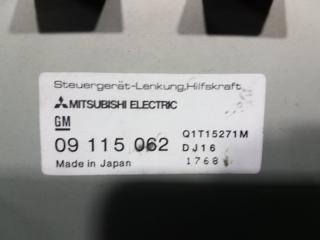 Steuergerät-Lenkung,Hilfskraft
MITSUBISHI ELECTRIC
GM
09 115 062
Q1T15271M
DJ16
Made in Japan
1768